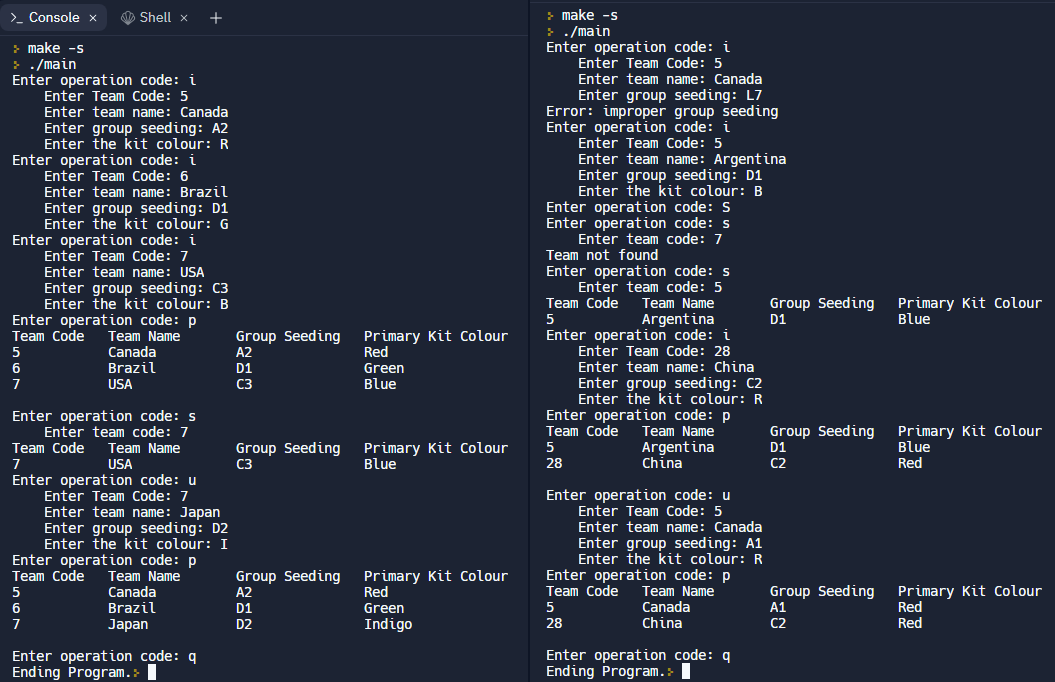 Console × Shell × +
make -s
./main
Enter operation code: i
    Enter Team Code: 5
    Enter team name: Canada
    Enter group seeding: A2
    Enter the kit colour: R
Enter operation code: i
    Enter Team Code: 6
    Enter team name: Brazil
    Enter group seeding: D1
    Enter the kit colour: G
Enter operation code: i
    Enter Team Code: 7
    Enter team name: USA
    Enter group seeding: C3
    Enter the kit colour: B
Enter operation code: p
Team Code   Team Name       Group Seeding   Primary Kit Colour
5           Canada          A2              Red
6           Brazil          D1              Green
7           USA             C3              Blue

Enter operation code: s
    Enter team code: 7
Team Code   Team Name       Group Seeding   Primary Kit Colour
7           USA             C3              Blue
Enter operation code: u
    Enter Team Code: 7
    Enter team name: Japan
    Enter group seeding: D2
    Enter the kit colour: I
Enter operation code: p
Team Code   Team Name       Group Seeding   Primary Kit Colour
5           Canada          A2              Red
6           Brazil          D1              Green
7           Japan           D2              Indigo

Enter operation code: q
Ending Program.
make -s
./main
Enter operation code: i
    Enter Team Code: 5
    Enter team name: Canada
    Enter group seeding: L7
Error: improper group seeding
Enter operation code: i
    Enter Team Code: 5
    Enter team name: Argentina
    Enter group seeding: D1
    Enter the kit colour: B
Enter operation code: S
Enter operation code: s
    Enter team code: 7
Team not found
Enter operation code: s
    Enter team code: 5
Team Code   Team Name       Group Seeding   Primary Kit Colour
5           Argentina       D1              Blue
Enter operation code: i
    Enter Team Code: 28
    Enter team name: China
    Enter group seeding: C2
    Enter the kit colour: R
Enter operation code: p
Team Code   Team Name       Group Seeding   Primary Kit Colour
5           Argentina       D1              Blue
28          China           C2              Red

Enter operation code: u
    Enter Team Code: 5
    Enter team name: Canada
    Enter group seeding: A1
    Enter the kit colour: R
Enter operation code: p
Team Code   Team Name       Group Seeding   Primary Kit Colour
5           Canada          A1              Red
28          China           C2              Red

Enter operation code: q
Ending Program.